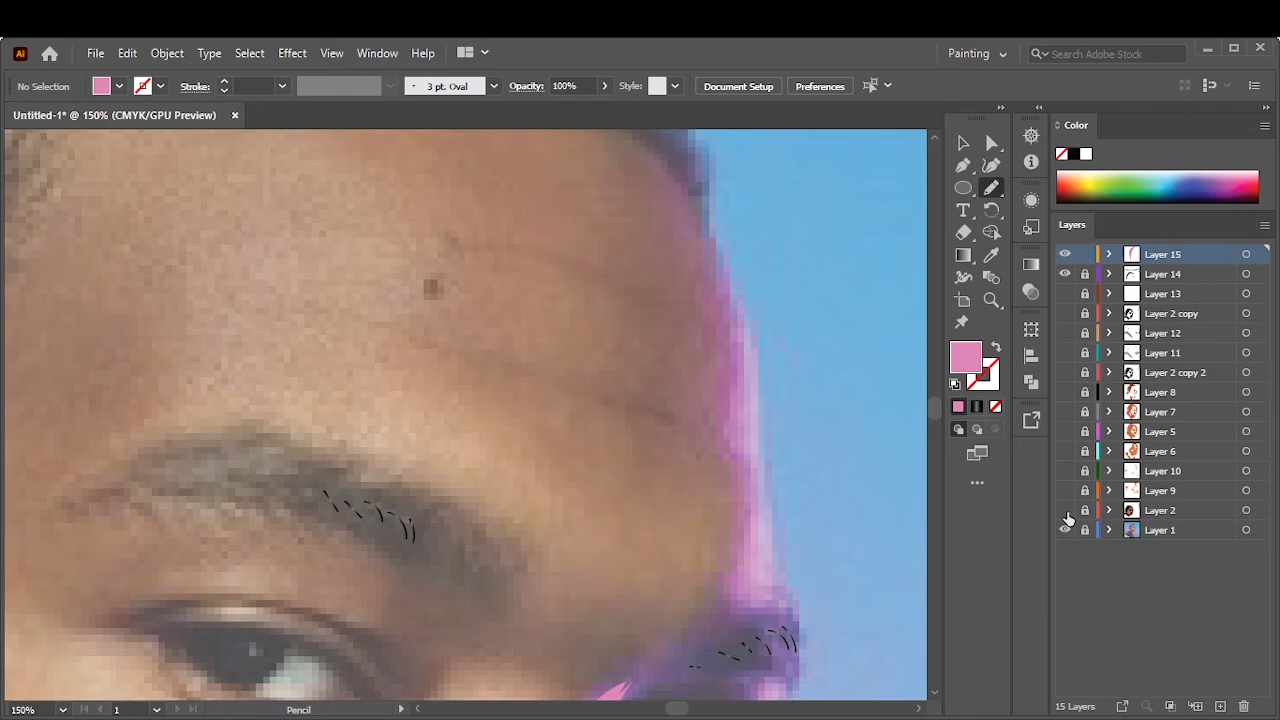 Ai File Edit Object Type Select Effect View Window Help Painting Search Adobe Stock
No Selection Stroke: 3 pt. Oval Opacity: 100% Style: Document Setup Preferences
Untitled-1* @ 150% (CMYK/GPU Preview) ×
Color
Layers
Layer 15
Layer 14
Layer 13
Layer 2 copy
Layer 12
Layer 11
Layer 2 copy 2
Layer 8
Layer 7
Layer 5
Layer 6
Layer 10
Layer 9
Layer 2
Layer 1
150% 1 Pencil 15 Layers